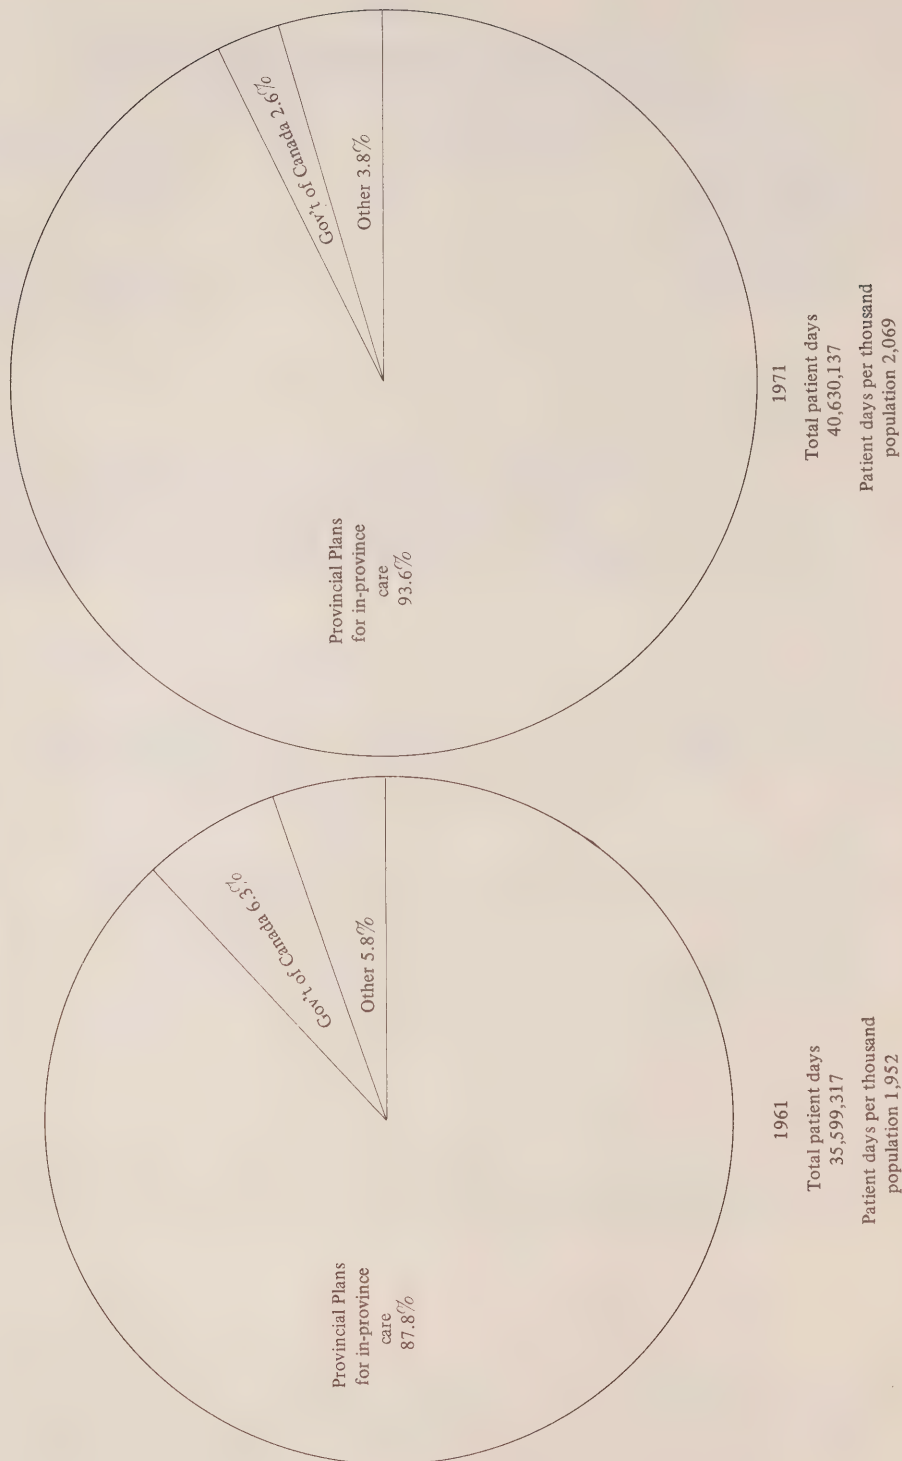 Provincial Plans
for in-province
care
87.8%
Gov't of Canada 6.3%
Other 5.8%
1961
Total patient days
35,599,317
Patient days per thousand
population 1,952
Provincial Plans
for in-province
care
93.6%
Gov't of Canada 2.6%
Other 3.8%
1971
Total patient days
40,630,137
Patient days per thousand
population 2,069